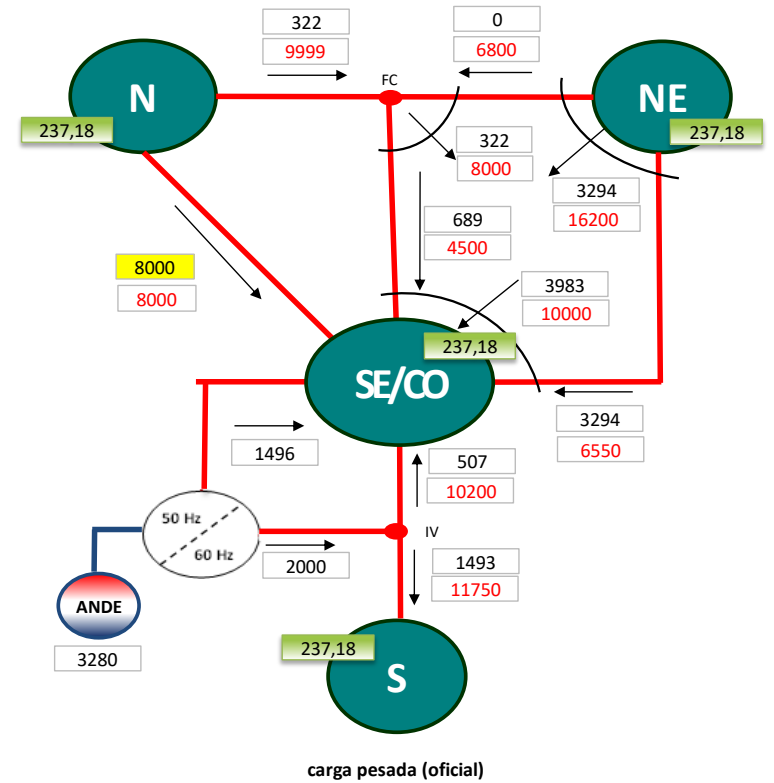 322
9999
0
6800
FC
N
237,18
NE
237,18
322
8000
3294
16200
689
4500
8000
8000
3983
10000
237,18
SE/CO
3294
6550
1496
507
10200
50 Hz
60 Hz
IV
2000
1493
11750
ANDE
3280
237,18
S
carga pesada (oficial)